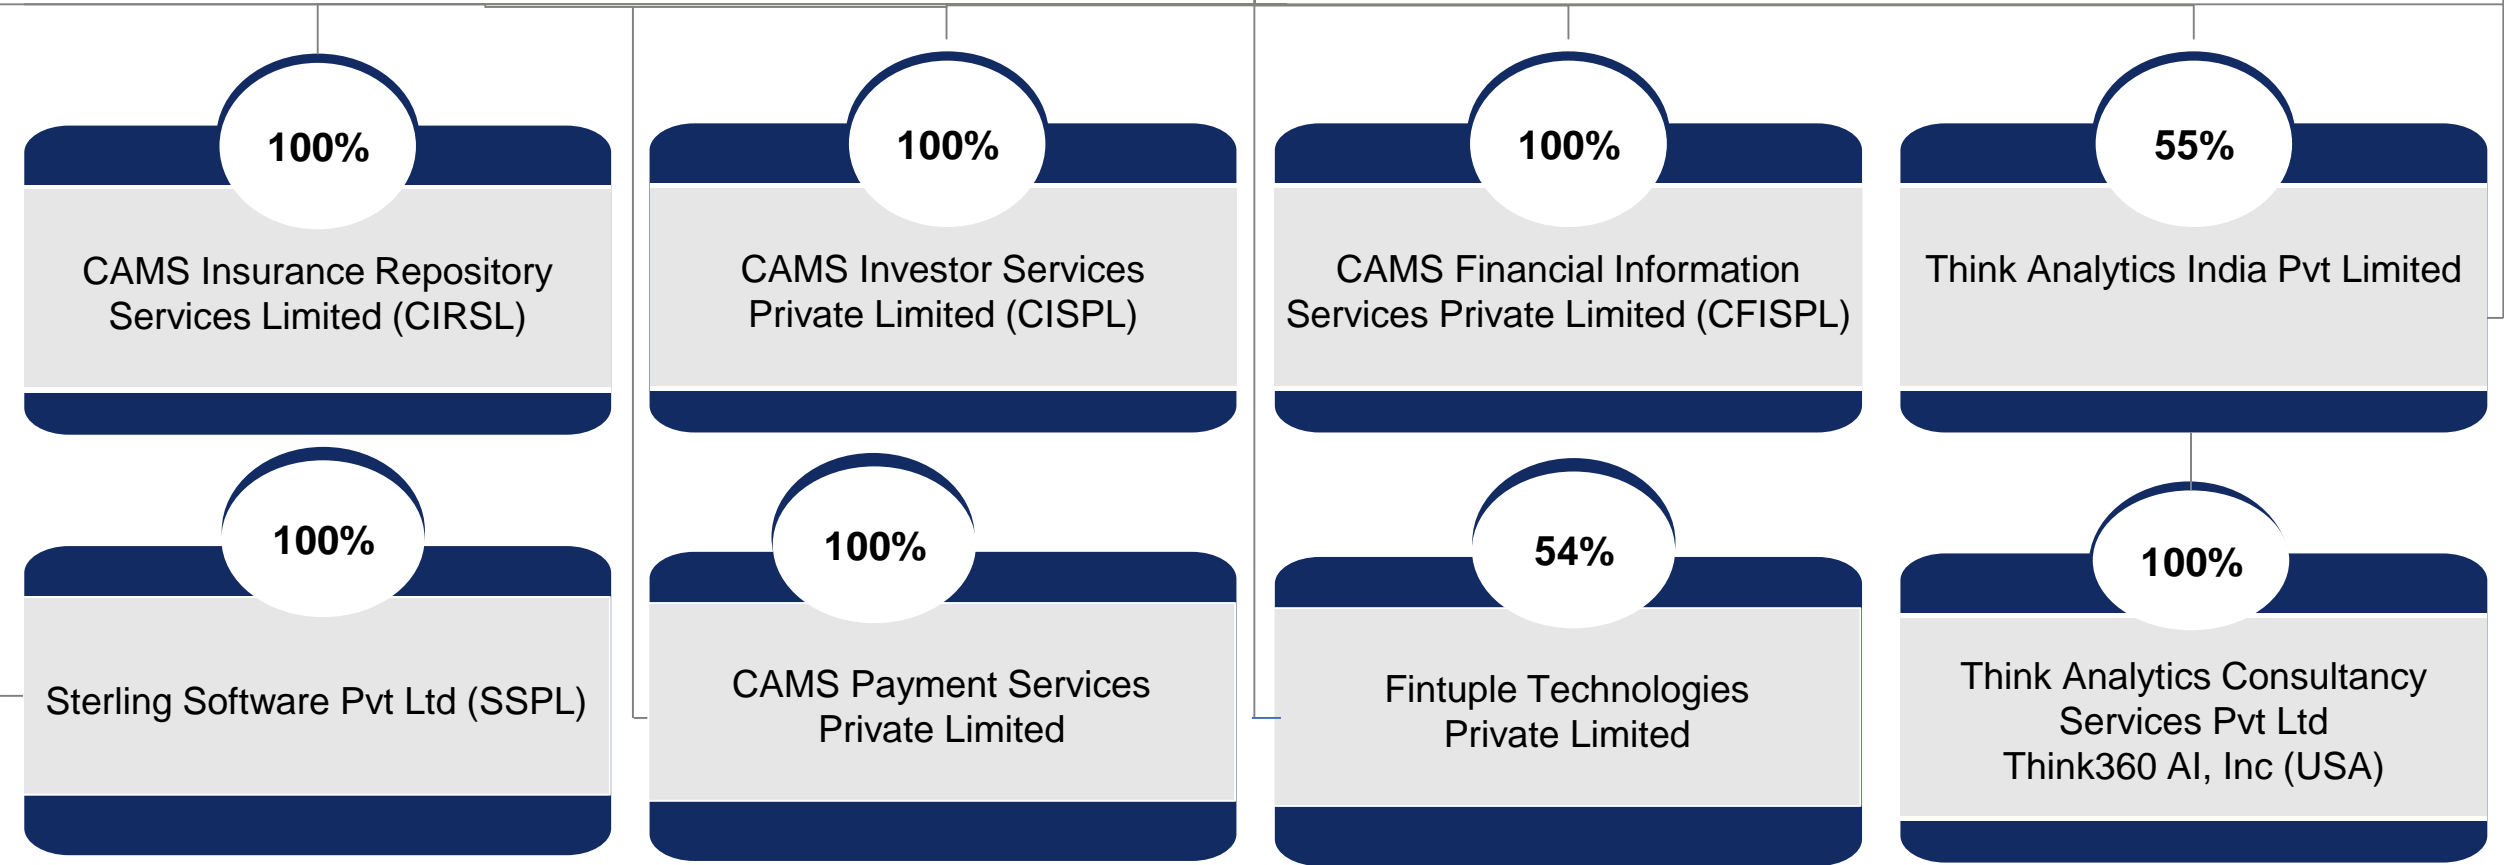 100%
CAMS Insurance Repository
Services Limited (CIRSL)
100%
CAMS Investor Services
Private Limited (CISPL)
100%
CAMS Financial Information
Services Private Limited (CFISPL)
55%
Think Analytics India Pvt Limited
100%
Sterling Software Pvt Ltd (SSPL)
100%
CAMS Payment Services
Private Limited
54%
Fintuple Technologies
Private Limited
100%
Think Analytics Consultancy
Services Pvt Ltd
Think360 AI, Inc (USA)